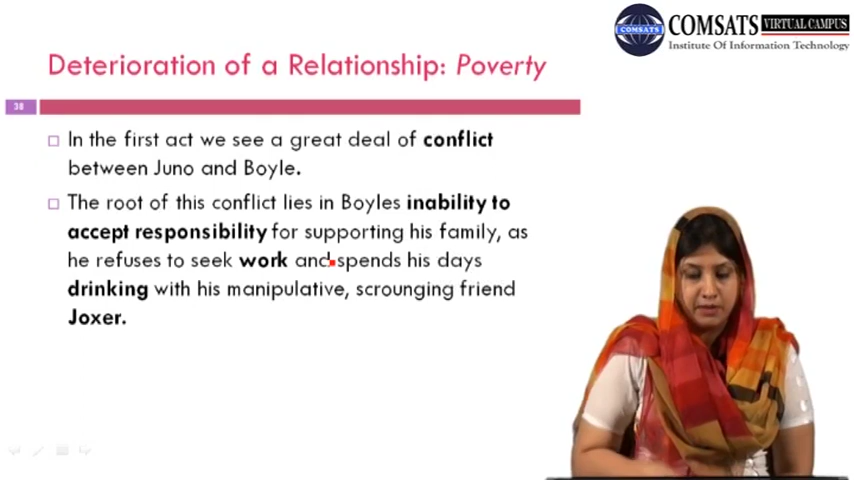 COMSATS VIRTUAL CAMPUS
COMSATS
Institute Of Information Technology
Deterioration of a Relationship: Poverty
38
In the first act we see a great deal of conflict
between Juno and Boyle.
The root of this conflict lies in Boyles inability to
accept responsibility for supporting his family, as
he refuses to seek work and spends his days
drinking with his manipulative, scrounging friend
Joxer.